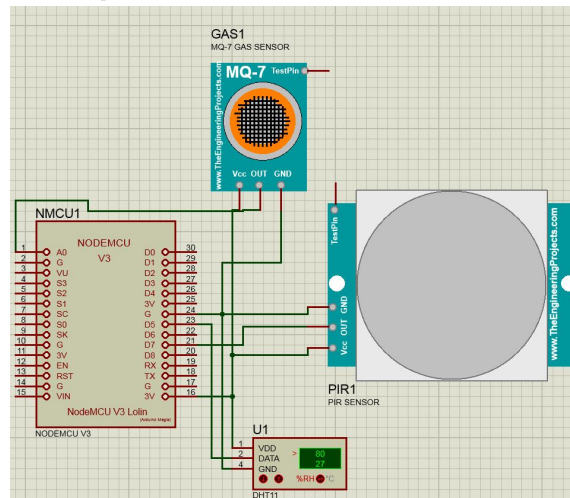 GAS1
MQ-7 GAS SENSOR
MQ-7 TestPin
www.TheEngineeringProjects.com
Vcc OUT GND
NMCU1
NODEMCU
V3
1 A0 D0 30
2 G D1 29
3 VU D2 28
4 S3 D3 27
5 S2 D4 26
6 S1 3V 25
7 SC G 24
8 S0 D5 23
9 SK D6 22
10 G D7 21
11 3V D8 20
12 EN RX 19
13 RST TX 18
14 G G 17
15 VIN 3V 16
NodeMCU V3 Lolin
NODEMCU V3
TestPin
GND
OUT
Vcc
www.TheEngineeringProjects.com
PIR1
PIR SENSOR
U1
1 VDD
2 DATA
4 GND
> 80
27
%RH °C
DHT11